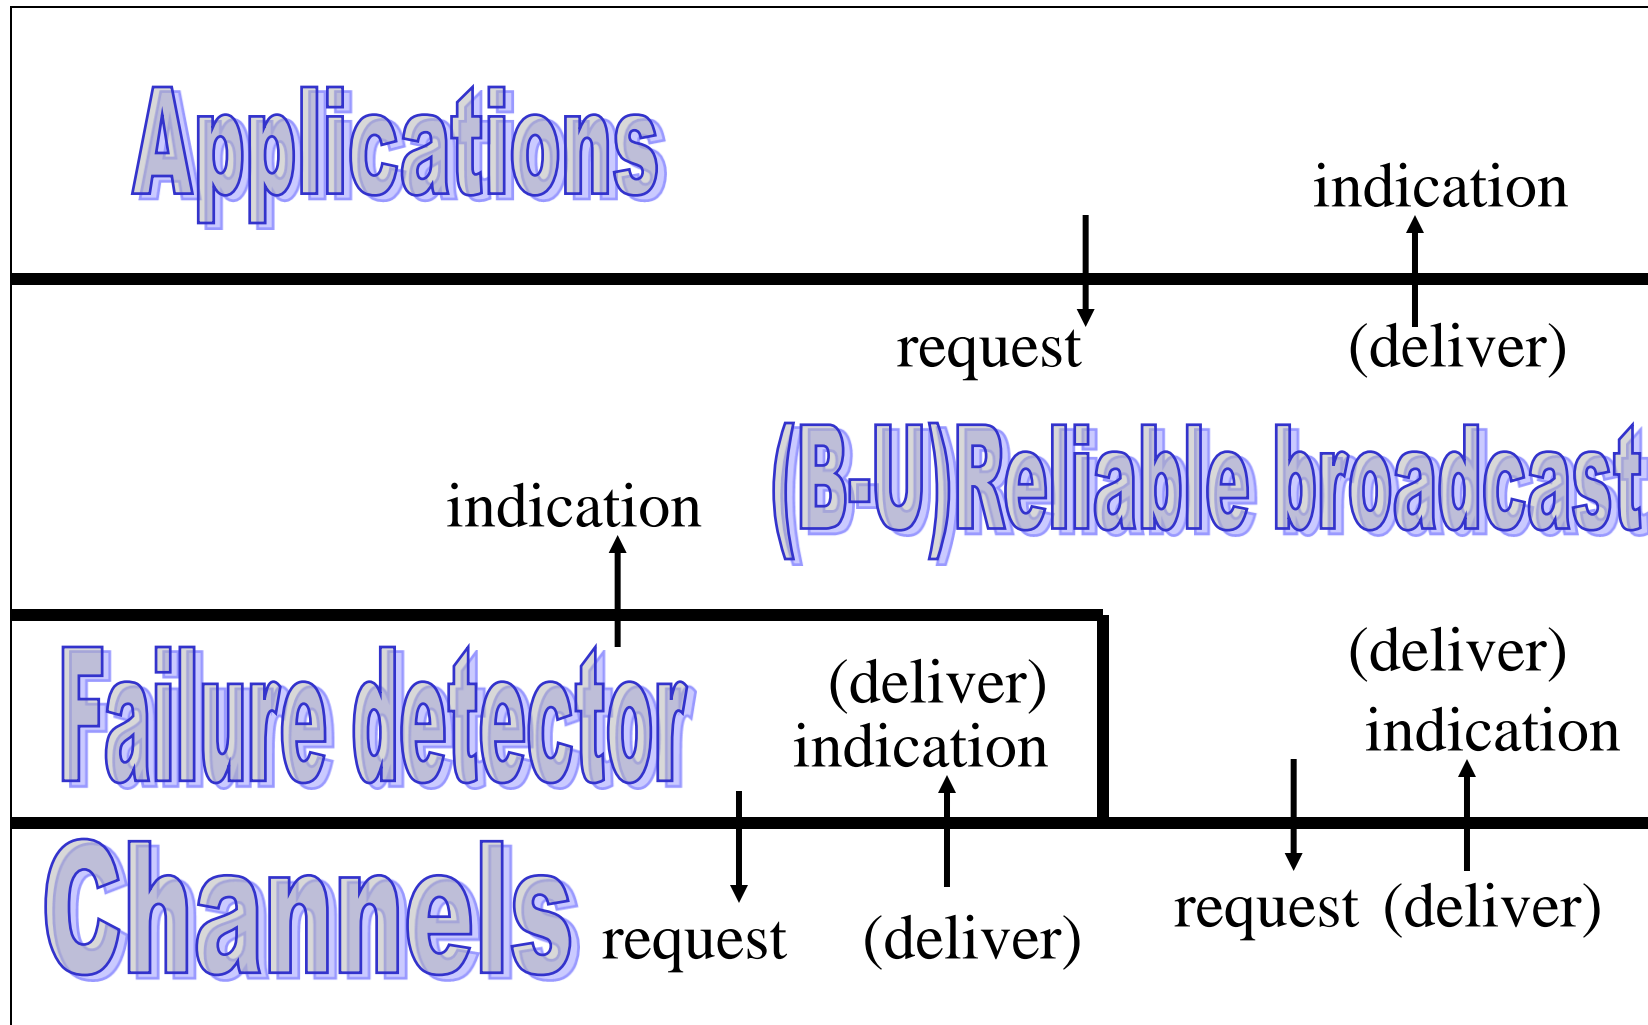 Applications
indication
request
(deliver)
(B-U)Reliable broadcast
indication
Failure detector
(deliver)
indication
(deliver)
indication
Channels
request
(deliver)
request
(deliver)